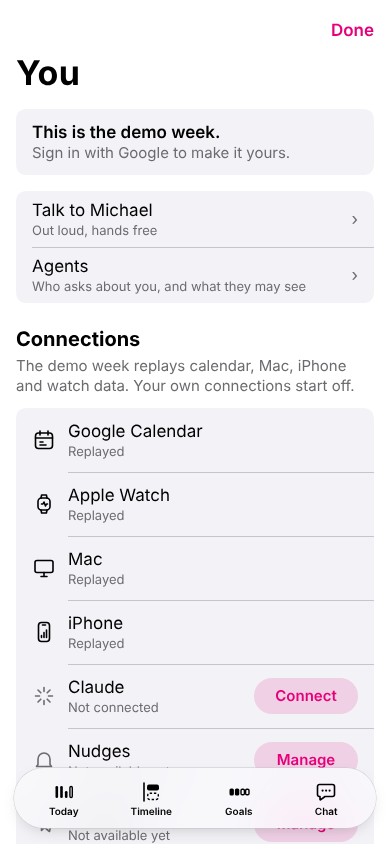 Done
You
This is the demo week.
Sign in with Google to make it yours.
Talk to Michael
Out loud, hands free
Agents
Who asks about you, and what they may see
Connections
The demo week replays calendar, Mac, iPhone
and watch data. Your own connections start off.
Google Calendar
Replayed
Apple Watch
Replayed
Mac
Replayed
iPhone
Replayed
Claude
Not connected
Connect
Nudges
Manage
Today
Timeline
Goals
Chat
Not available yet